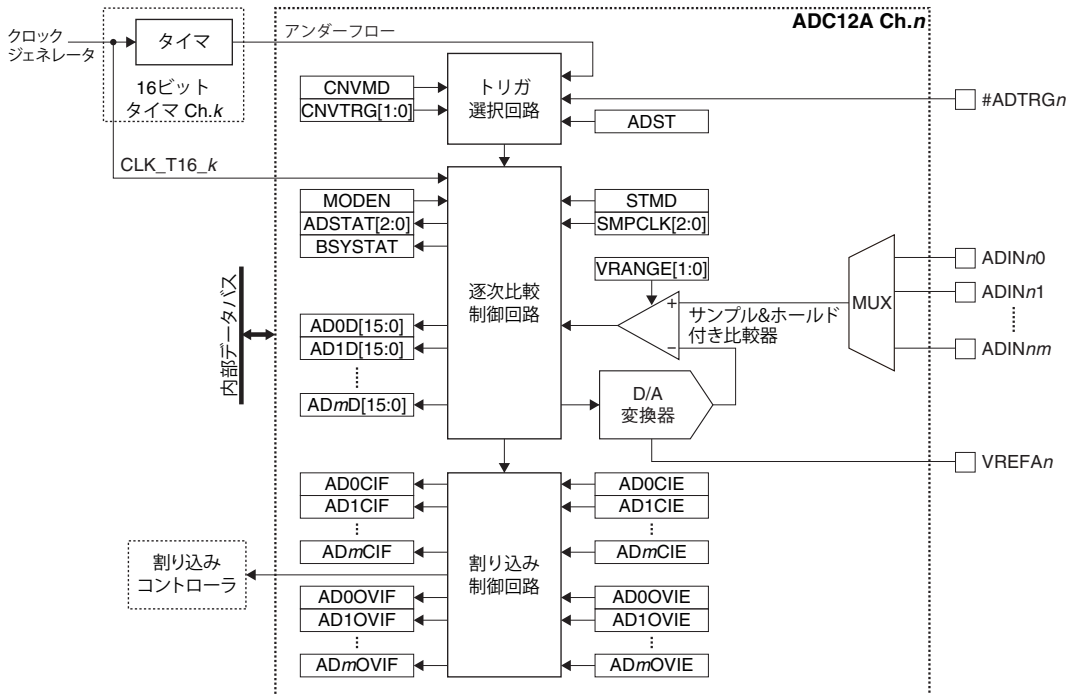 ADC12A Ch.n
クロック
ジェネレータ
タイマ
アンダーフロー
16ビット
タイマ Ch.k
CNVMD
CNVTRG[1:0]
トリガ
選択回路
#ADTRGn
ADST
CLK_T16_k
MODEN
ADSTAT[2:0]
BSYSTAT
STMD
SMPCLK[2:0]
VRANGE[1:0]
逐次比較
制御回路
+
−
サンプル&ホールド
付き比較器
MUX
ADINn0
ADINn1
ADINnm
内部データバス
AD0D[15:0]
AD1D[15:0]
ADmD[15:0]
D/A
変換器
VREFAn
AD0CIF
AD1CIF
ADmCIF
AD0CIE
AD1CIE
ADmCIE
割り込み
コントローラ
割り込み
制御回路
AD0OVIF
AD1OVIF
ADmOVIF
AD0OVIE
AD1OVIE
ADmOVIE